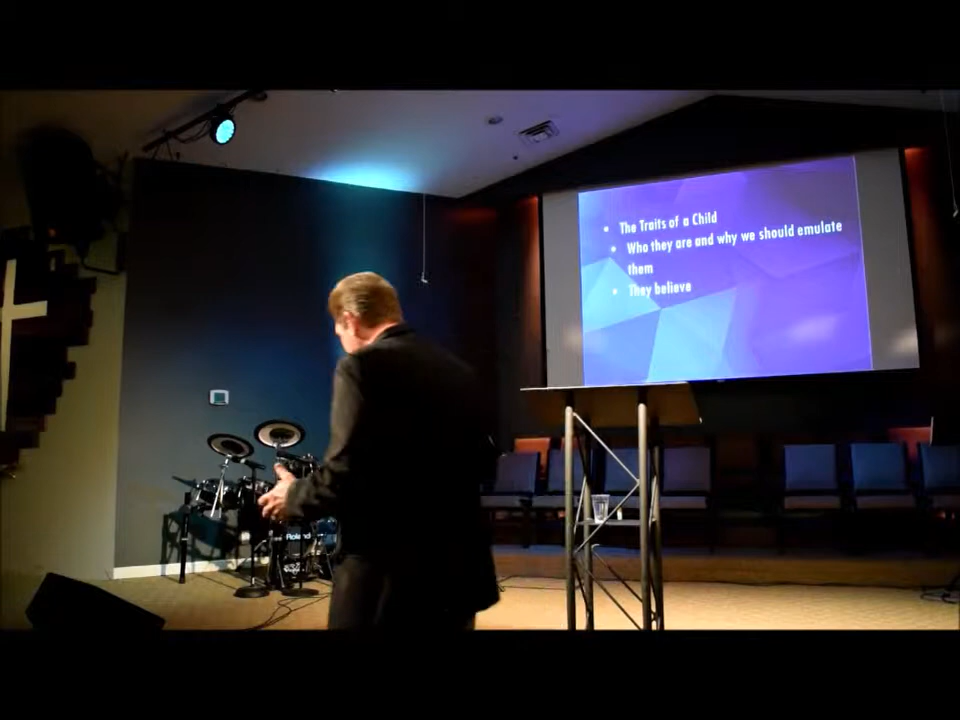 • The Traits of a Child
• Who they are and why we should emulate
them
• They believe
Roland